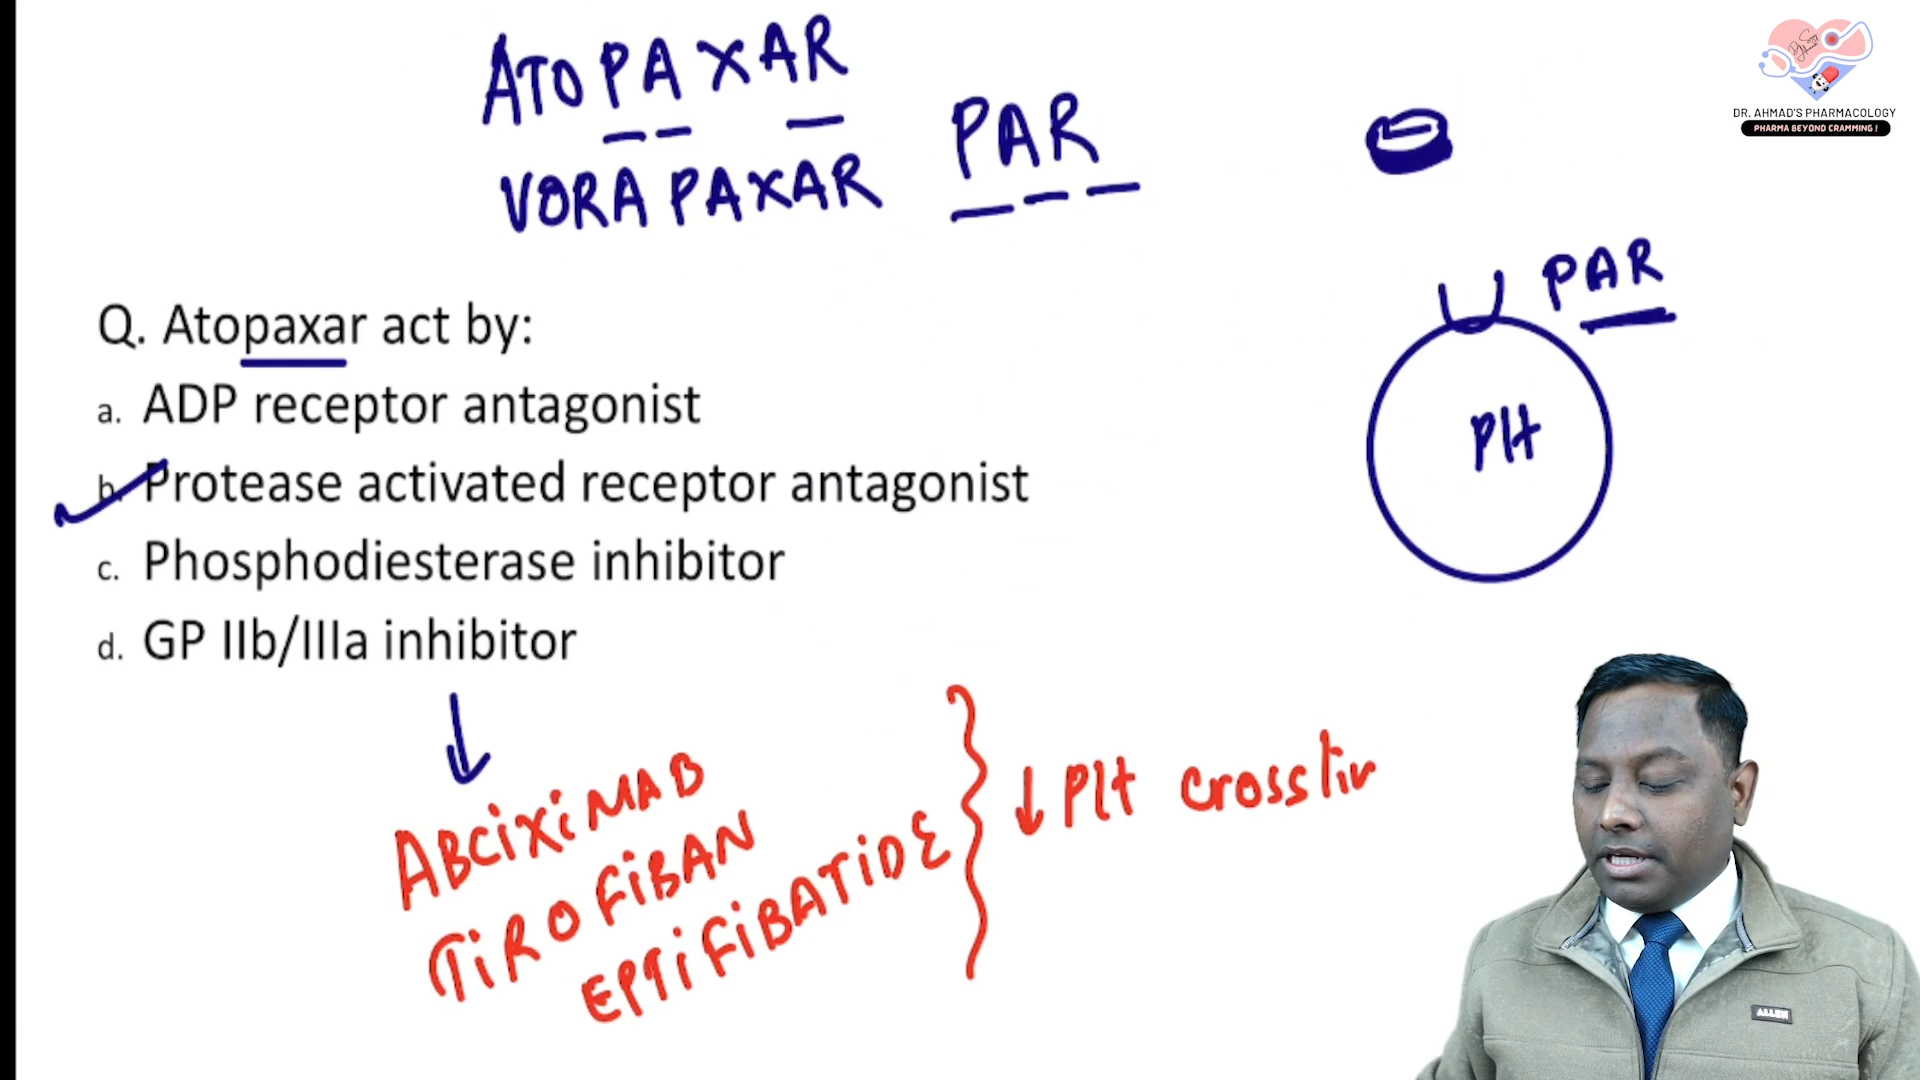 ATOPAXAR
VORAPAXAR
PAR
DR. AHMAD'S PHARMACOLOGY
PHARMA BEYOND CRAMMING !
PAR
Plt
Q. Atopaxar act by:
a. ADP receptor antagonist
b. Protease activated receptor antagonist
c. Phosphodiesterase inhibitor
d. GP IIb/IIIa inhibitor
ABCiXiMAB
TiROFiBAN
EPTiFiBATiDE
↓ Plt crosslin
ALLEN